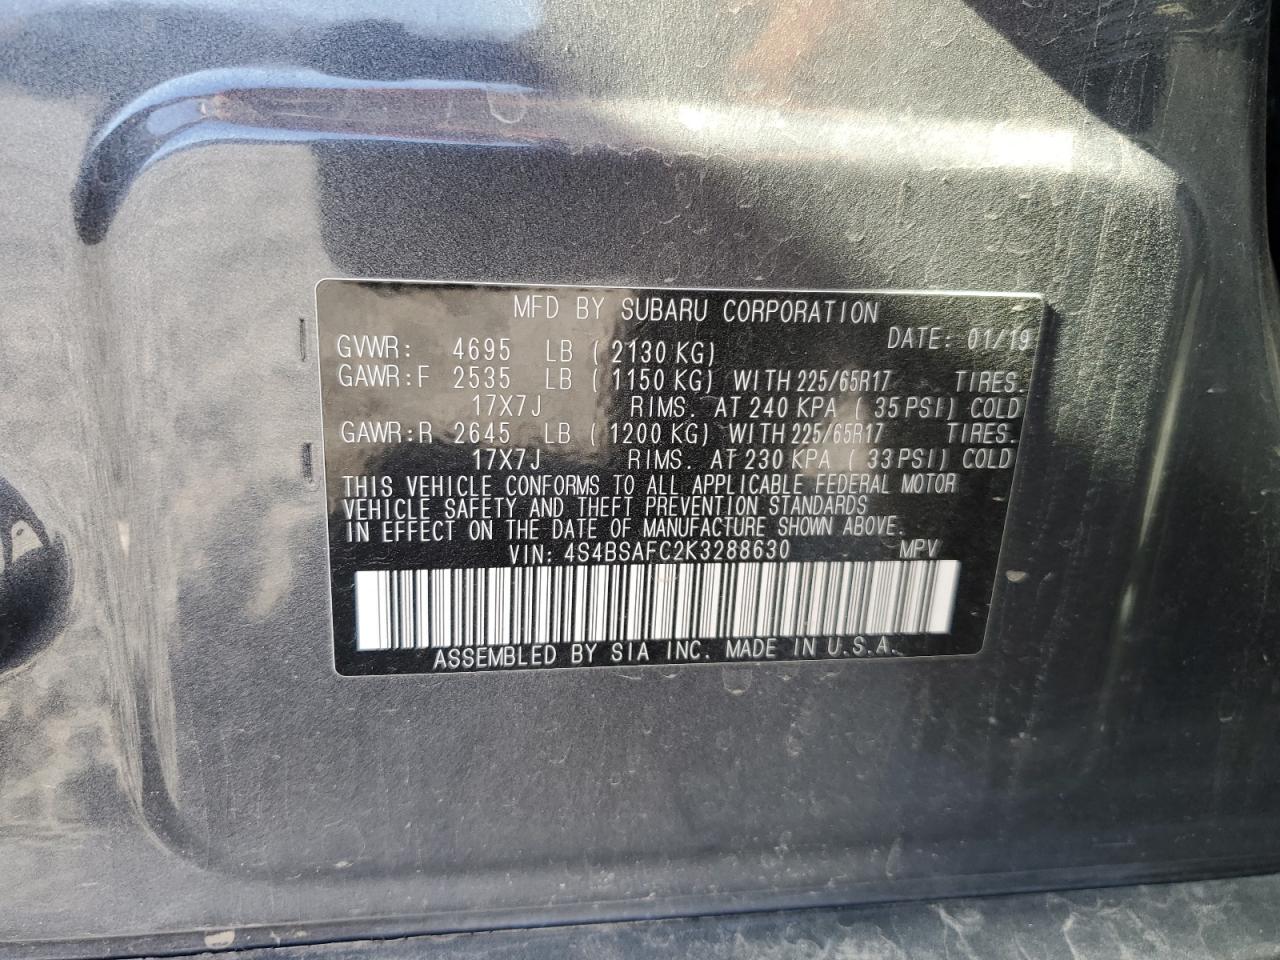 MFD BY SUBARU CORPORATION
DATE: 01/19
GVWR: 4695 LB ( 2130 KG)
GAWR:F 2535 LB ( 1150 KG) WITH 225/65R17 TIRES.
17X7J RIMS. AT 240 KPA ( 35 PSI) COLD
GAWR:R 2645 LB ( 1200 KG) WITH 225/65R17 TIRES.
17X7J RIMS. AT 230 KPA ( 33 PSI) COLD
THIS VEHICLE CONFORMS TO ALL APPLICABLE FEDERAL MOTOR
VEHICLE SAFETY AND THEFT PREVENTION STANDARDS
IN EFFECT ON THE DATE OF MANUFACTURE SHOWN ABOVE.
VIN: 4S4BSAFC2K3288630 MPV
ASSEMBLED BY SIA INC. MADE IN U.S.A.